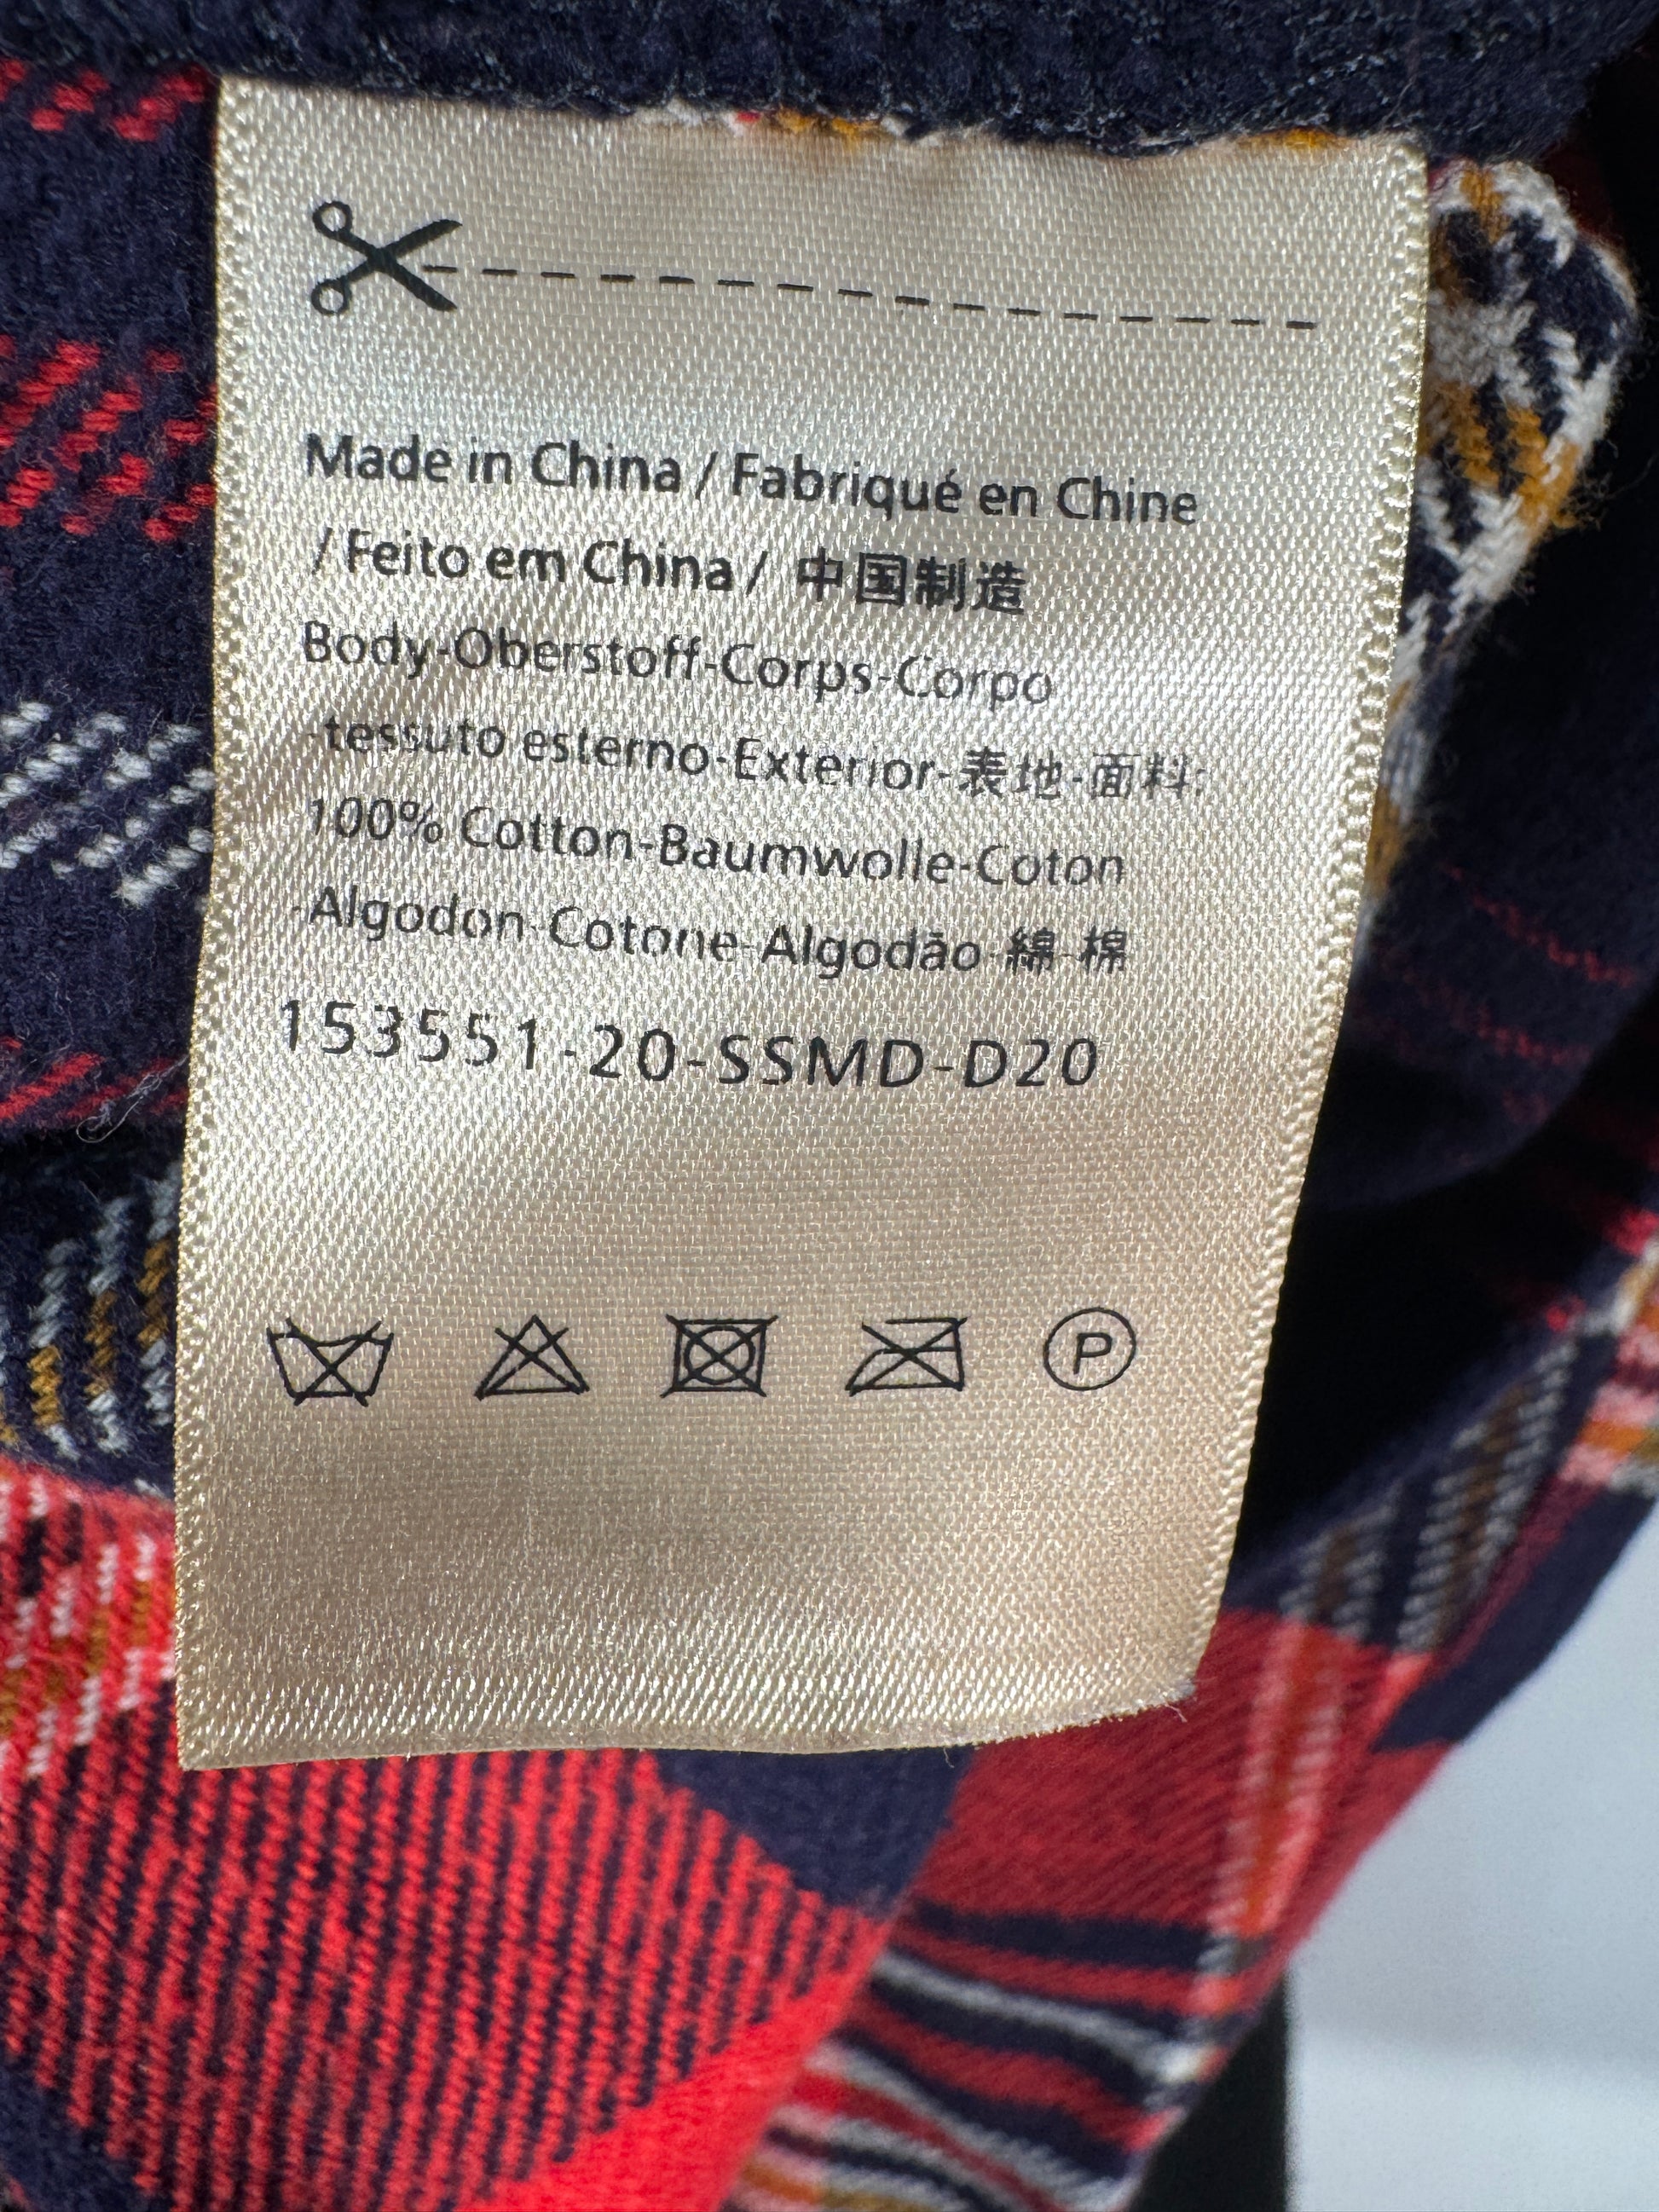 Made in China / Fabriqué en Chine
/ Feito em China / 中国制造
Body-Oberstoff-Corps-Corpo
-tessuto esterno-Exterior-表地-面料:
100% Cotton-Baumwolle-Coton
-Algodon-Cotone-Algodão-綿-棉
153551-20-SSMD-D20
P